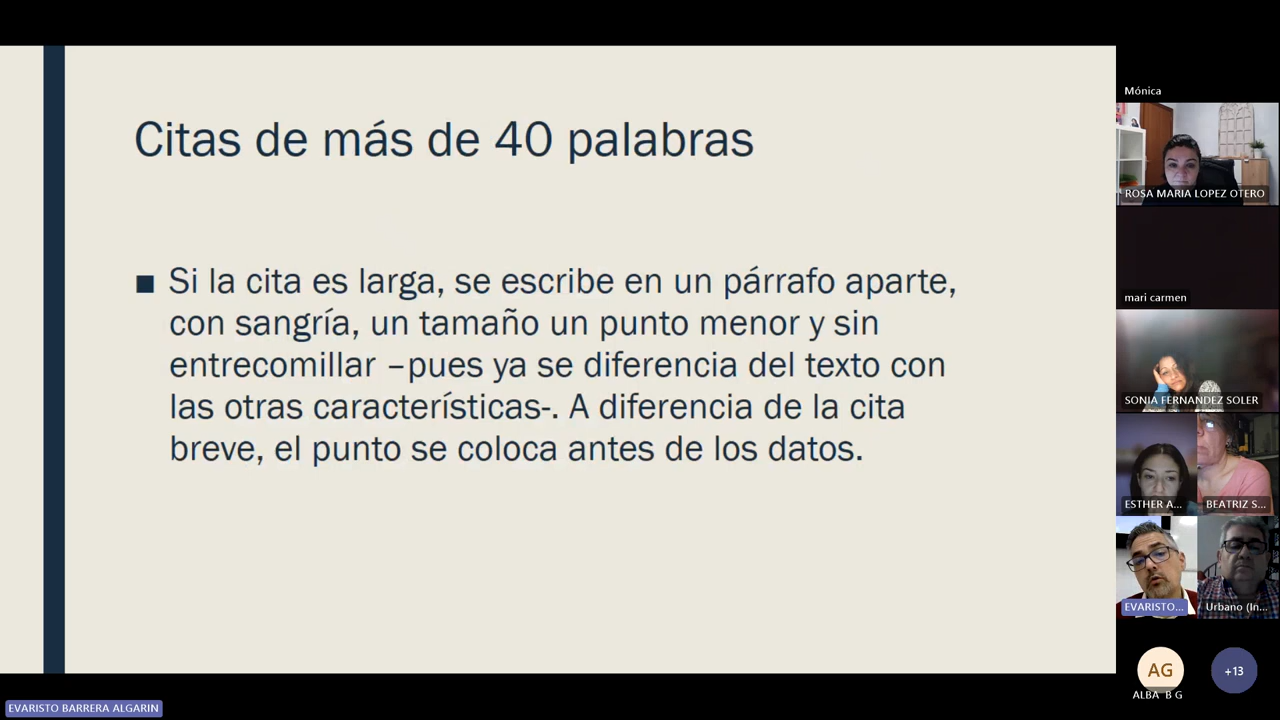 Citas de más de 40 palabras
■ Si la cita es larga, se escribe en un párrafo aparte,
con sangría, un tamaño un punto menor y sin
entrecomillar –pues ya se diferencia del texto con
las otras características-. A diferencia de la cita
breve, el punto se coloca antes de los datos.
Mónica
ROSA MARIA LOPEZ OTERO
mari carmen
SONIA FERNANDEZ SOLER
ESTHER A...
BEATRIZ S...
EVARISTO...
Urbano (In...
AG
+13
ALBA B G
EVARISTO BARRERA ALGARIN